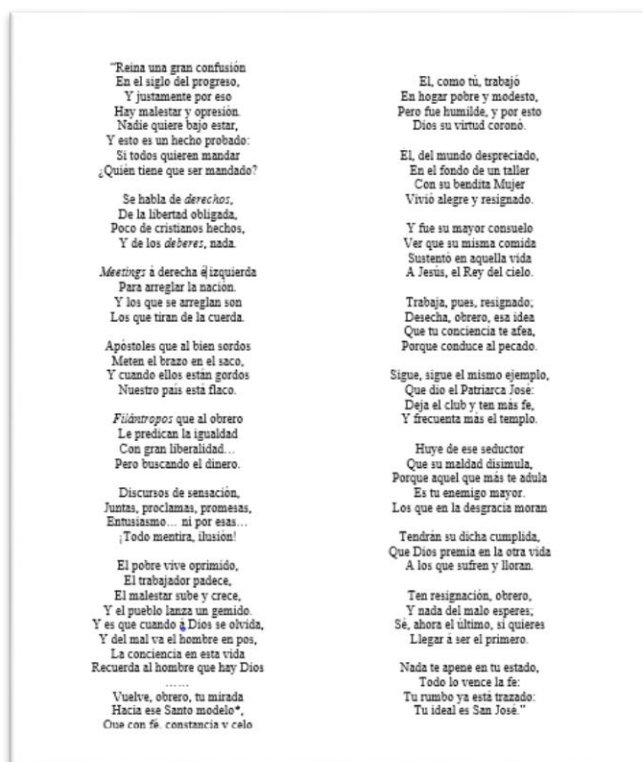 “Reina una gran confusión
En el siglo del progreso,
Y justamente por eso
Hay malestar y opresión.
Nadie quiere bajo estar,
Y esto es un hecho probado:
Si todos quieren mandar
¿Quién tiene que ser mandado?
Se habla de derechos,
De la libertad obligada,
Poco de cristianos hechos,
Y de los deberes, nada.
Meetings á derecha é izquierda
Para arreglar la nación.
Y los que se arreglan son
Los que tiran de la cuerda.
Apóstoles que al bien sordos
Meten el brazo en el saco,
Y cuando ellos están gordos
Nuestro país está flaco.
Filántropos que al obrero
Le predican la igualdad
Con gran liberalidad…
Pero buscando el dinero.
Discursos de sensación,
Juntas, proclamas, promesas,
Entusiasmo… ni por esas…
¡Todo mentira, ilusión!
El pobre vive oprimido,
El trabajador padece,
El malestar sube y crece,
Y el pueblo lanza un gemido.
Y es que cuando á Dios se olvida,
Y del mal va el hombre en pos,
La conciencia en esta vida
Recuerda al hombre que hay Dios
……
Vuelve, obrero, tu mirada
Hacia ese Santo modelo*,
Que con fé, constancia y celo
El, como tú, trabajó
En hogar pobre y modesto,
Pero fue humilde, y por esto
Dios su virtud coronó.
El, del mundo despreciado,
En el fondo de un taller
Con su bendita Mujer
Vivió alegre y resignado.
Y fue su mayor consuelo
Ver que su misma comida
Sustentó en aquella vida
A Jesús, el Rey del cielo.
Trabaja, pues, resignado;
Desecha, obrero, esa idea
Que tu conciencia te afea,
Porque conduce al pecado.
Sigue, sigue el mismo ejemplo,
Que dio el Patriarca José:
Deja el club y ten más fe,
Y frecuenta más el templo.
Huye de ese seductor
Que su maldad disimula,
Porque aquel que más te adula
Es tu enemigo mayor.
Los que en la desgracia moran
Tendrán su dicha cumplida,
Que Dios premia en la otra vida
A los que sufren y lloran.
Ten resignación, obrero,
Y nada del malo esperes;
Sé, ahora el último, si quieres
Llegar á ser el primero.
Nada te apene en tu estado,
Todo lo vence la fe:
Tu rumbo ya está trazado:
Tu ideal es San José.”